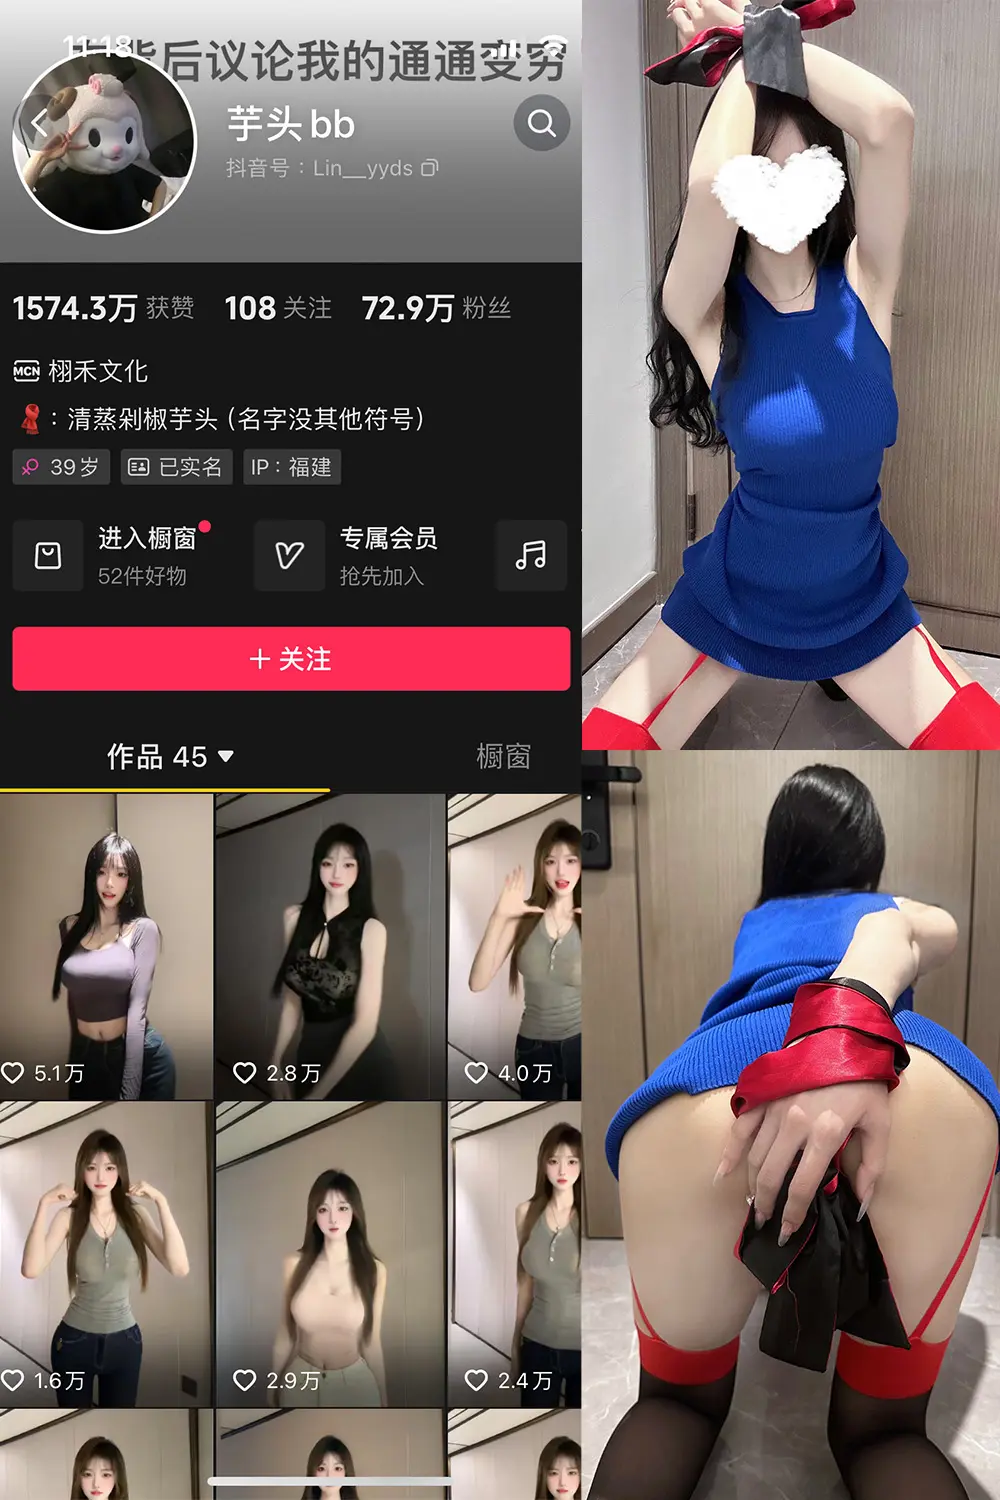 11:18
背后议论我的通通变穷
芋头bb
抖音号：Lin__yyds
1574.3万 获赞 108 关注 72.9万 粉丝
MCN 栩禾文化
：清蒸剁椒芋头（名字没其他符号）
39岁 已实名 IP：福建
进入橱窗
52件好物
专属会员
抢先加入
＋关注
作品 45
橱窗
5.1万
2.8万
4.0万
1.6万
2.9万
2.4万